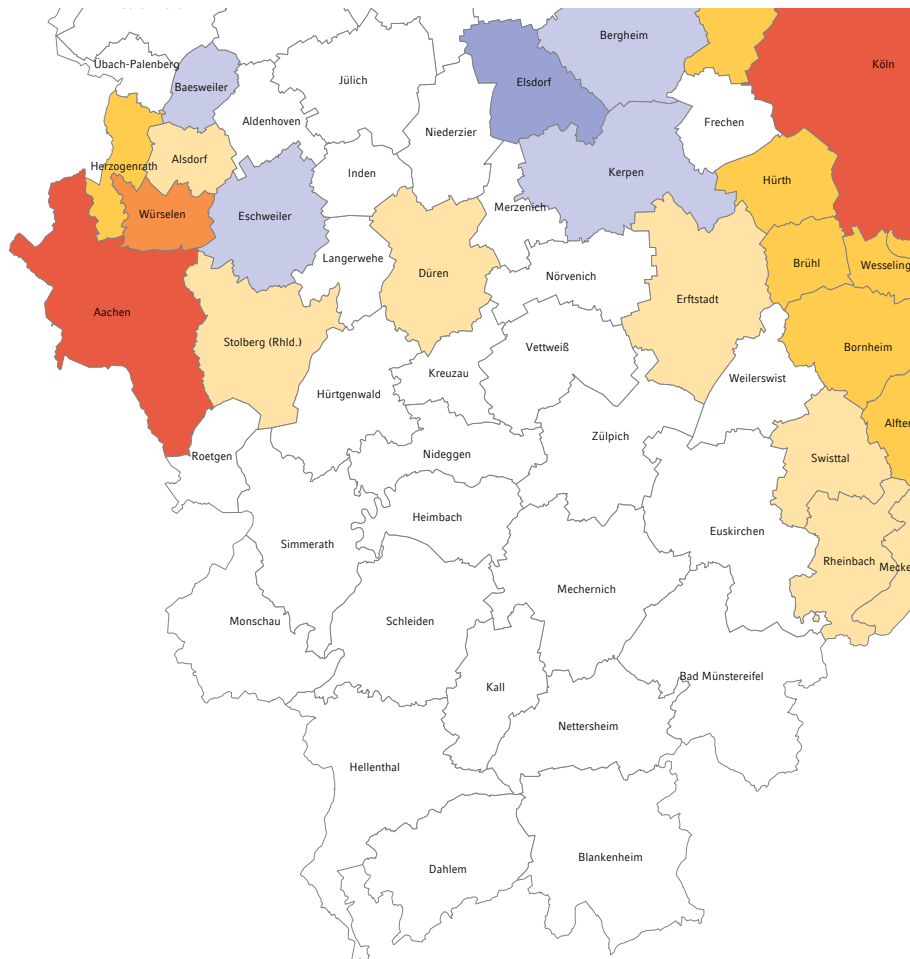 Bergheim
Köln
Übach-Palenberg
Jülich
Elsdorf
Baesweiler
Aldenhoven
Frechen
Niederzier
Alsdorf
Herzogenrath
Inden
Kerpen
Hürth
Merzenich
Würselen
Eschweiler
Langerwehe
Düren
Nörvenich
Brühl
Wesseling
Erftstadt
Aachen
Stolberg (Rhld.)
Vettweiß
Bornheim
Kreuzau
Weilerswist
Hürtgenwald
Alfter
Zülpich
Roetgen
Nideggen
Swisttal
Heimbach
Euskirchen
Simmerath
Rheinbach
Mecke
Mechernich
Monschau
Schleiden
Bad Münstereifel
Kall
Nettersheim
Hellenthal
Blankenheim
Dahlem